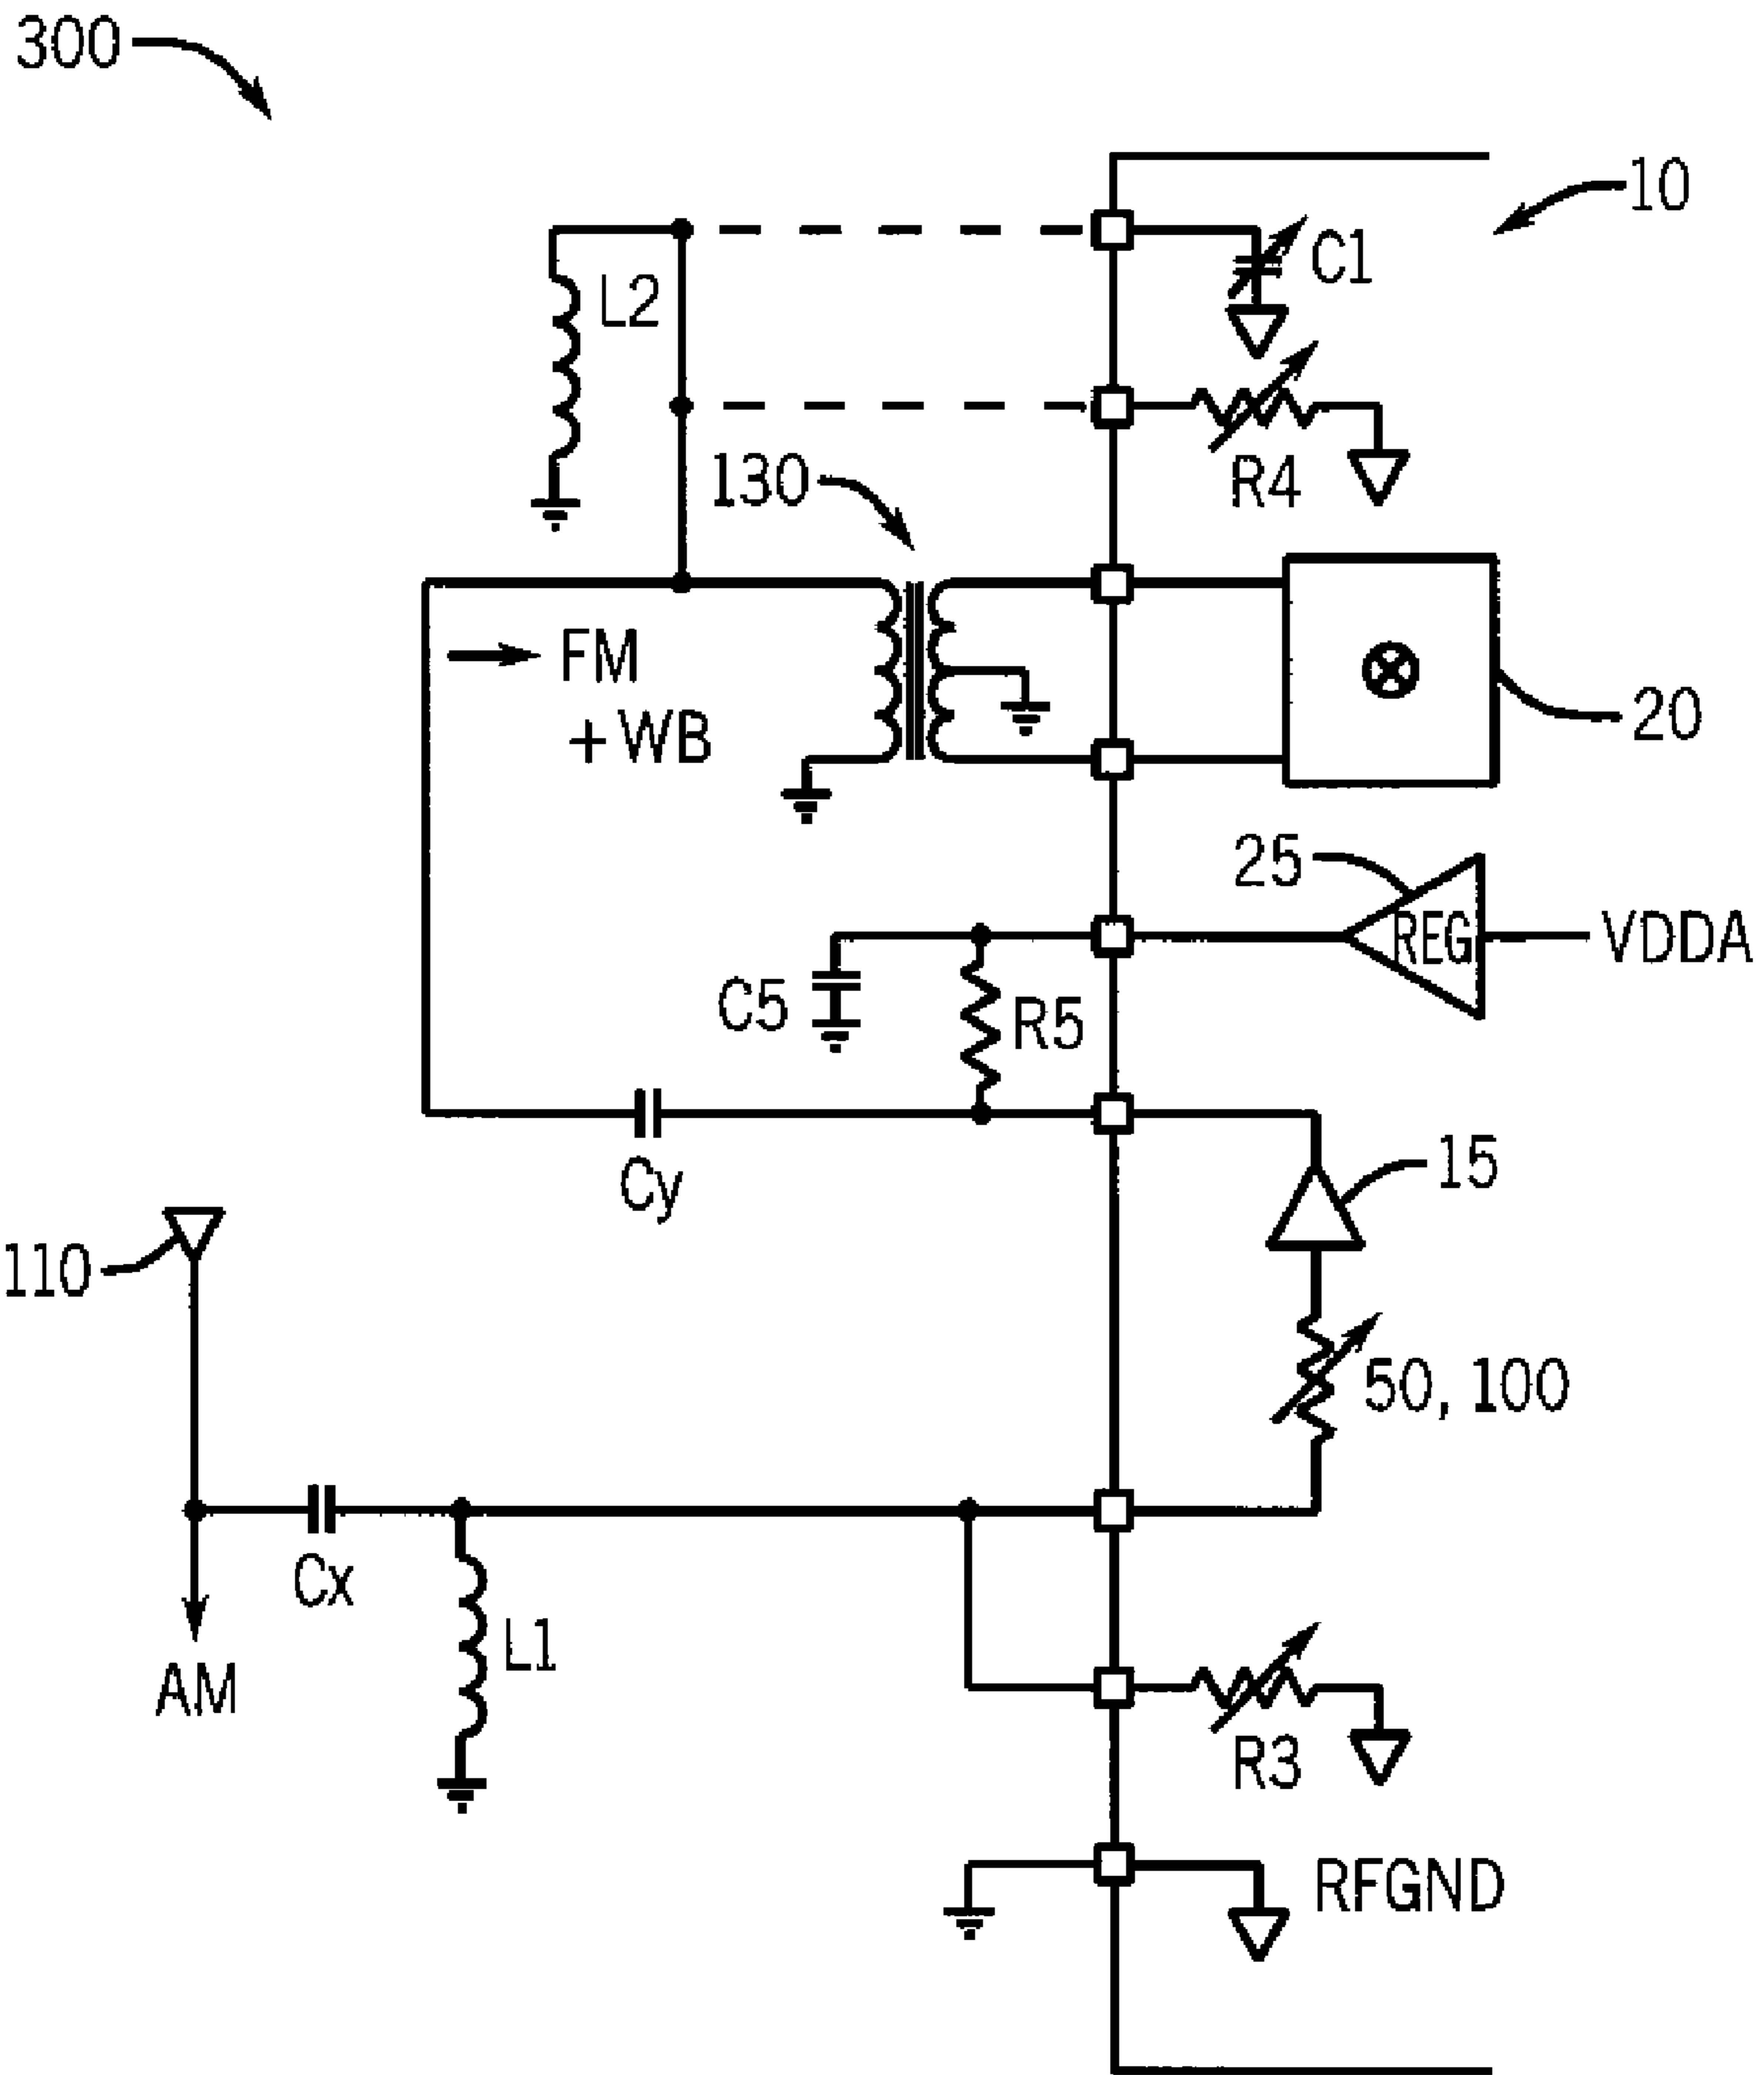 300
10
C1
L2
R4
130
FM
+ WB
20
25
REG
VDDA
C5
R5
15
Cy
110
50, 100
Cx
L1
AM
R3
RFGND